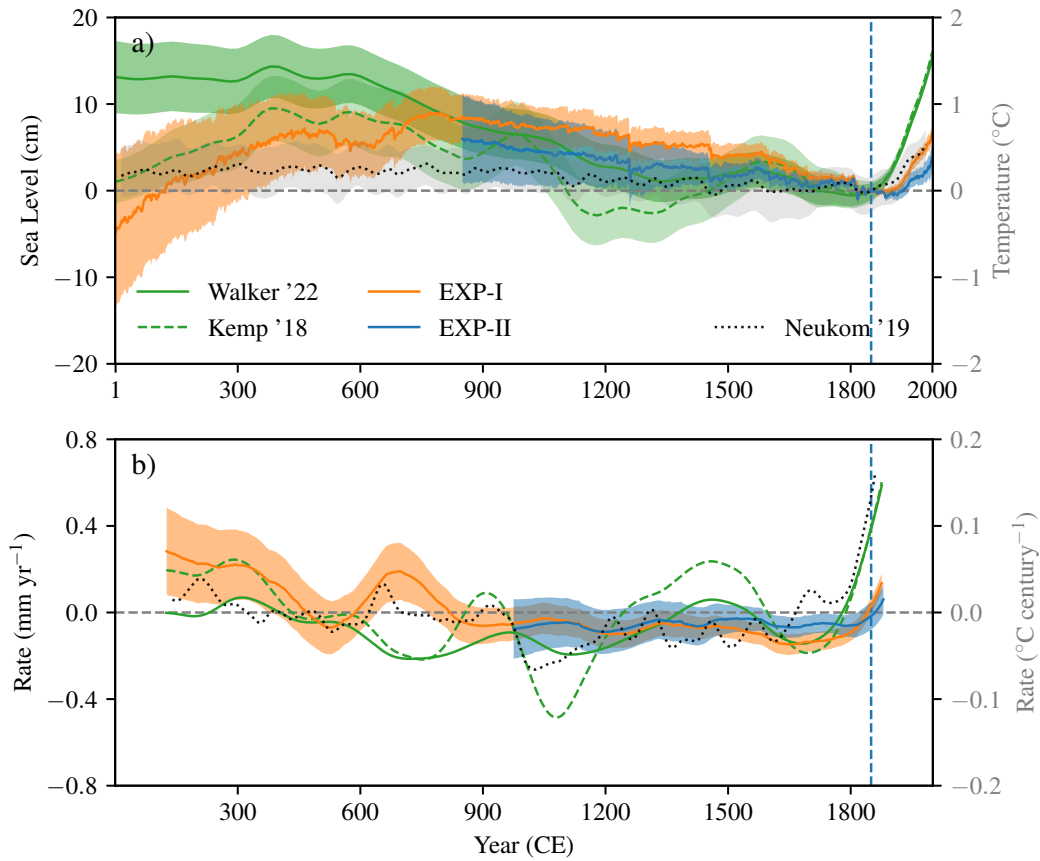 a)
20
10
0
−10
−20
Sea Level (cm)
2
1
0
−1
−2
Temperature (°C)
Walker ’22
Kemp ’18
EXP-I
EXP-II
Neukom ’19
1
300
600
900
1200
1500
1800
2000
b)
0.8
0.4
0.0
−0.4
−0.8
Rate (mm yr⁻¹)
0.2
0.1
0.0
−0.1
−0.2
Rate (°C century⁻¹)
300
600
900
1200
1500
1800
Year (CE)